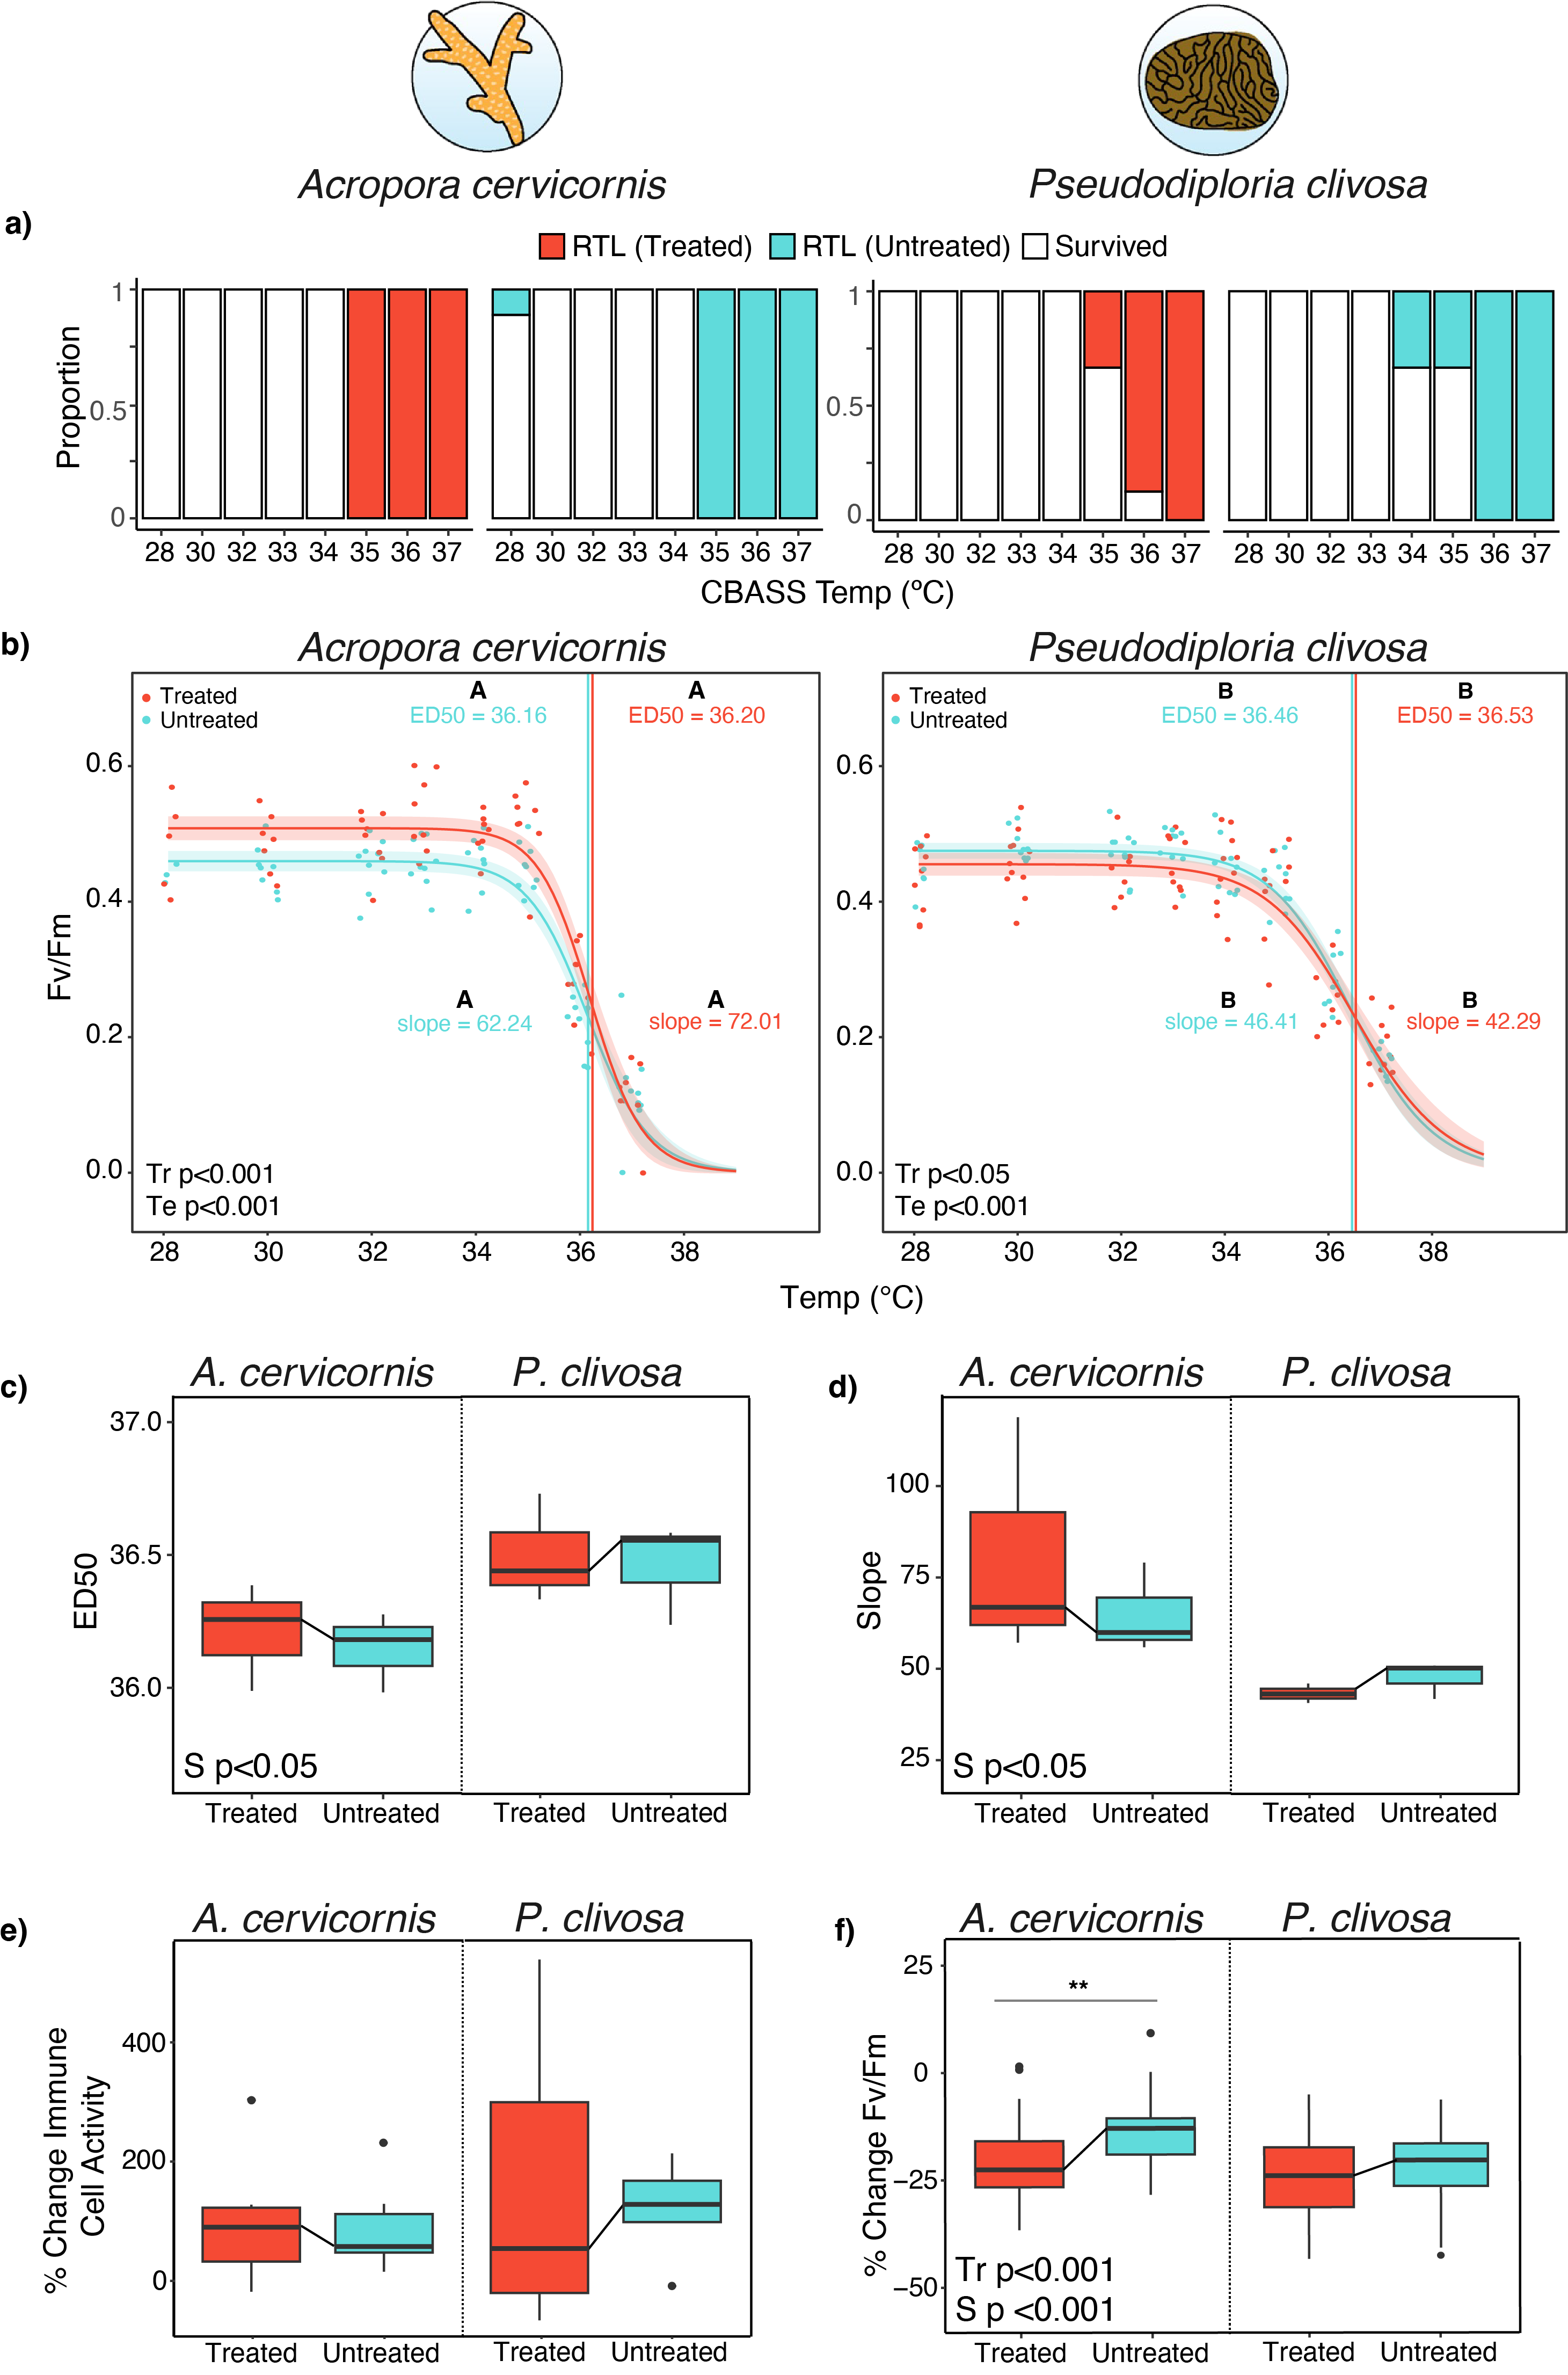 Acropora cervicornis
Pseudodiploria clivosa
a)
RTL (Treated) RTL (Untreated) Survived
Proportion
1
0.5
0
28 30 32 33 34 35 36 37
28 30 32 33 34 35 36 37
1
0.5
0
28 30 32 33 34 35 36 37
28 30 32 33 34 35 36 37
CBASS Temp (ºC)
b)
Acropora cervicornis
Pseudodiploria clivosa
Fv/Fm
Treated
Untreated
A
ED50 = 36.16
A
ED50 = 36.20
0.6
0.4
0.2
0.0
A
slope = 62.24
A
slope = 72.01
Tr p<0.001
Te p<0.001
28 30 32 34 36 38
Treated
Untreated
B
ED50 = 36.46
B
ED50 = 36.53
0.6
0.4
0.2
0.0
B
slope = 46.41
B
slope = 42.29
Tr p<0.05
Te p<0.001
28 30 32 34 36 38
Temp (°C)
c)
A. cervicornis P. clivosa
ED50
37.0
36.5
36.0
S p<0.05
Treated Untreated Treated Untreated
d)
A. cervicornis P. clivosa
Slope
100
75
50
25
S p<0.05
Treated Untreated Treated Untreated
e)
A. cervicornis P. clivosa
% Change Immune
Cell Activity
400
200
0
Treated Untreated Treated Untreated
f)
A. cervicornis P. clivosa
% Change Fv/Fm
25
0
−25
−50
**
Tr p<0.001
S p <0.001
Treated Untreated Treated Untreated